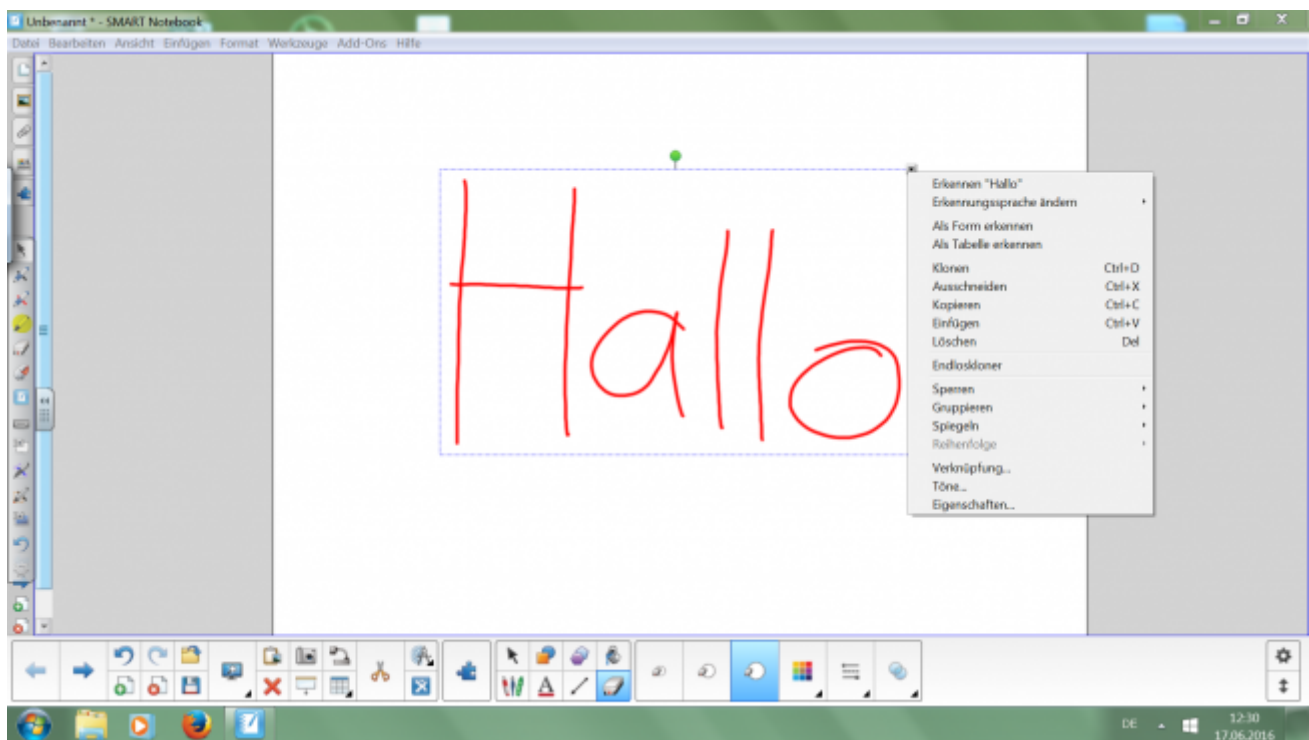 Unbenannt * - SMART Notebook
Datei Bearbeiten Ansicht Einfügen Format Werkzeuge Add-Ons Hilfe
Hallo
Erkennen "Hallo"
Erkennungssprache ändern
Als Form erkennen
Als Tabelle erkennen
Klonen Ctrl+D
Ausschneiden Ctrl+X
Kopieren Ctrl+C
Einfügen Ctrl+V
Löschen Del
Endloskloner
Sperren
Gruppieren
Spiegeln
Reihenfolge
Verknüpfung...
Töne...
Eigenschaften...
A
DE
12:30
17.06.2016